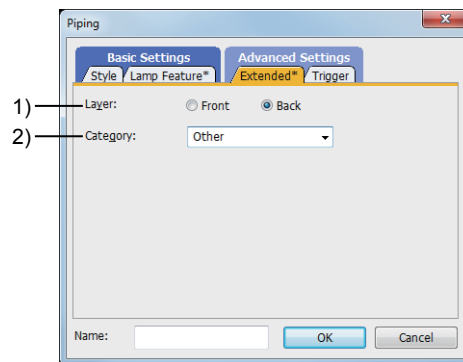 Piping
Basic Settings Advanced Settings
Style Lamp Feature* Extended* Trigger
1) Layer: Front Back
2) Category: Other
Name: OK Cancel